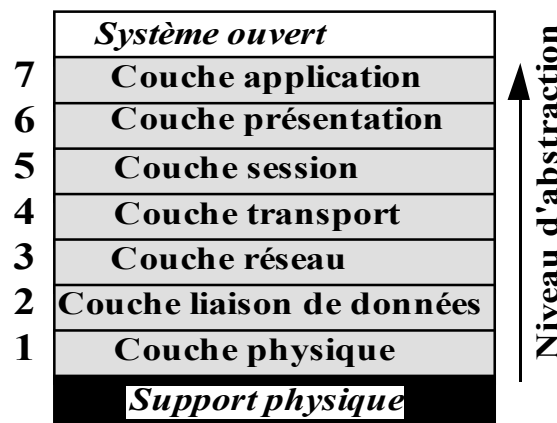 Système ouvert
7 Couche application
6 Couche présentation
5 Couche session
4 Couche transport
3 Couche réseau
2 Couche liaison de données
1 Couche physique
Support physique
Niveau d'abstraction